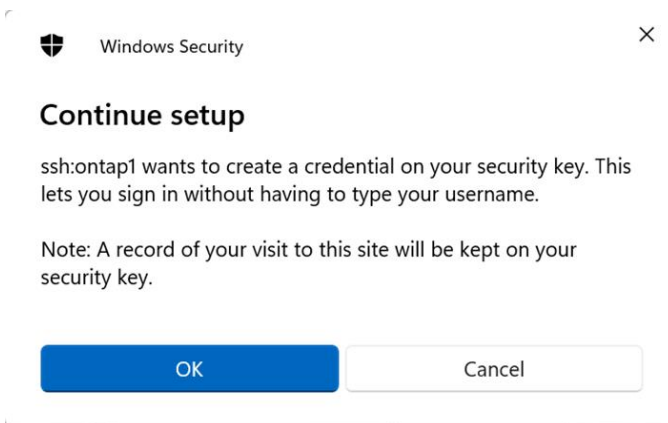 Windows Security
Continue setup
ssh:ontap1 wants to create a credential on your security key. This
lets you sign in without having to type your username.
Note: A record of your visit to this site will be kept on your
security key.
OK
Cancel